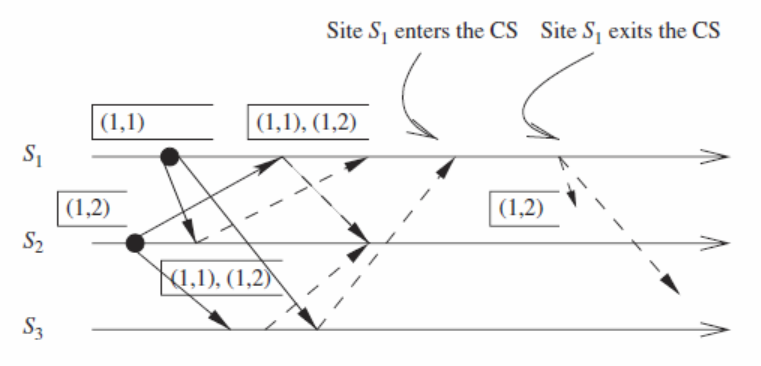 Site S₁ enters the CS Site S₁ exits the CS
(1,1) (1,1), (1,2)
S₁
(1,2) (1,2)
S₂
(1,1), (1,2)
S₃